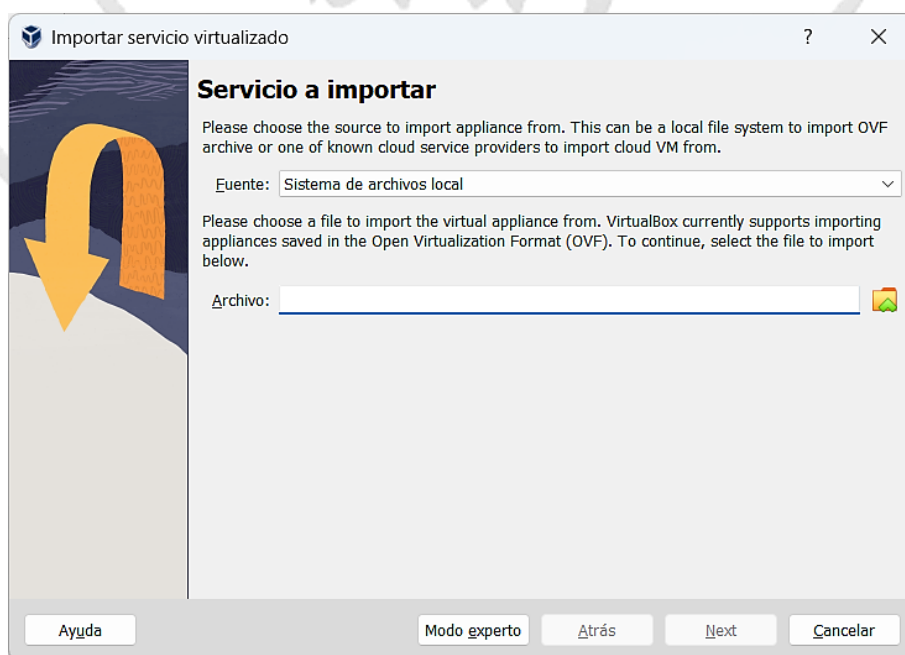 Importar servicio virtualizado
Servicio a importar
Please choose the source to import appliance from. This can be a local file system to import OVF
archive or one of known cloud service providers to import cloud VM from.
Fuente: Sistema de archivos local
Please choose a file to import the virtual appliance from. VirtualBox currently supports importing
appliances saved in the Open Virtualization Format (OVF). To continue, select the file to import
below.
Archivo:
Ayuda Modo experto Atrás Next Cancelar